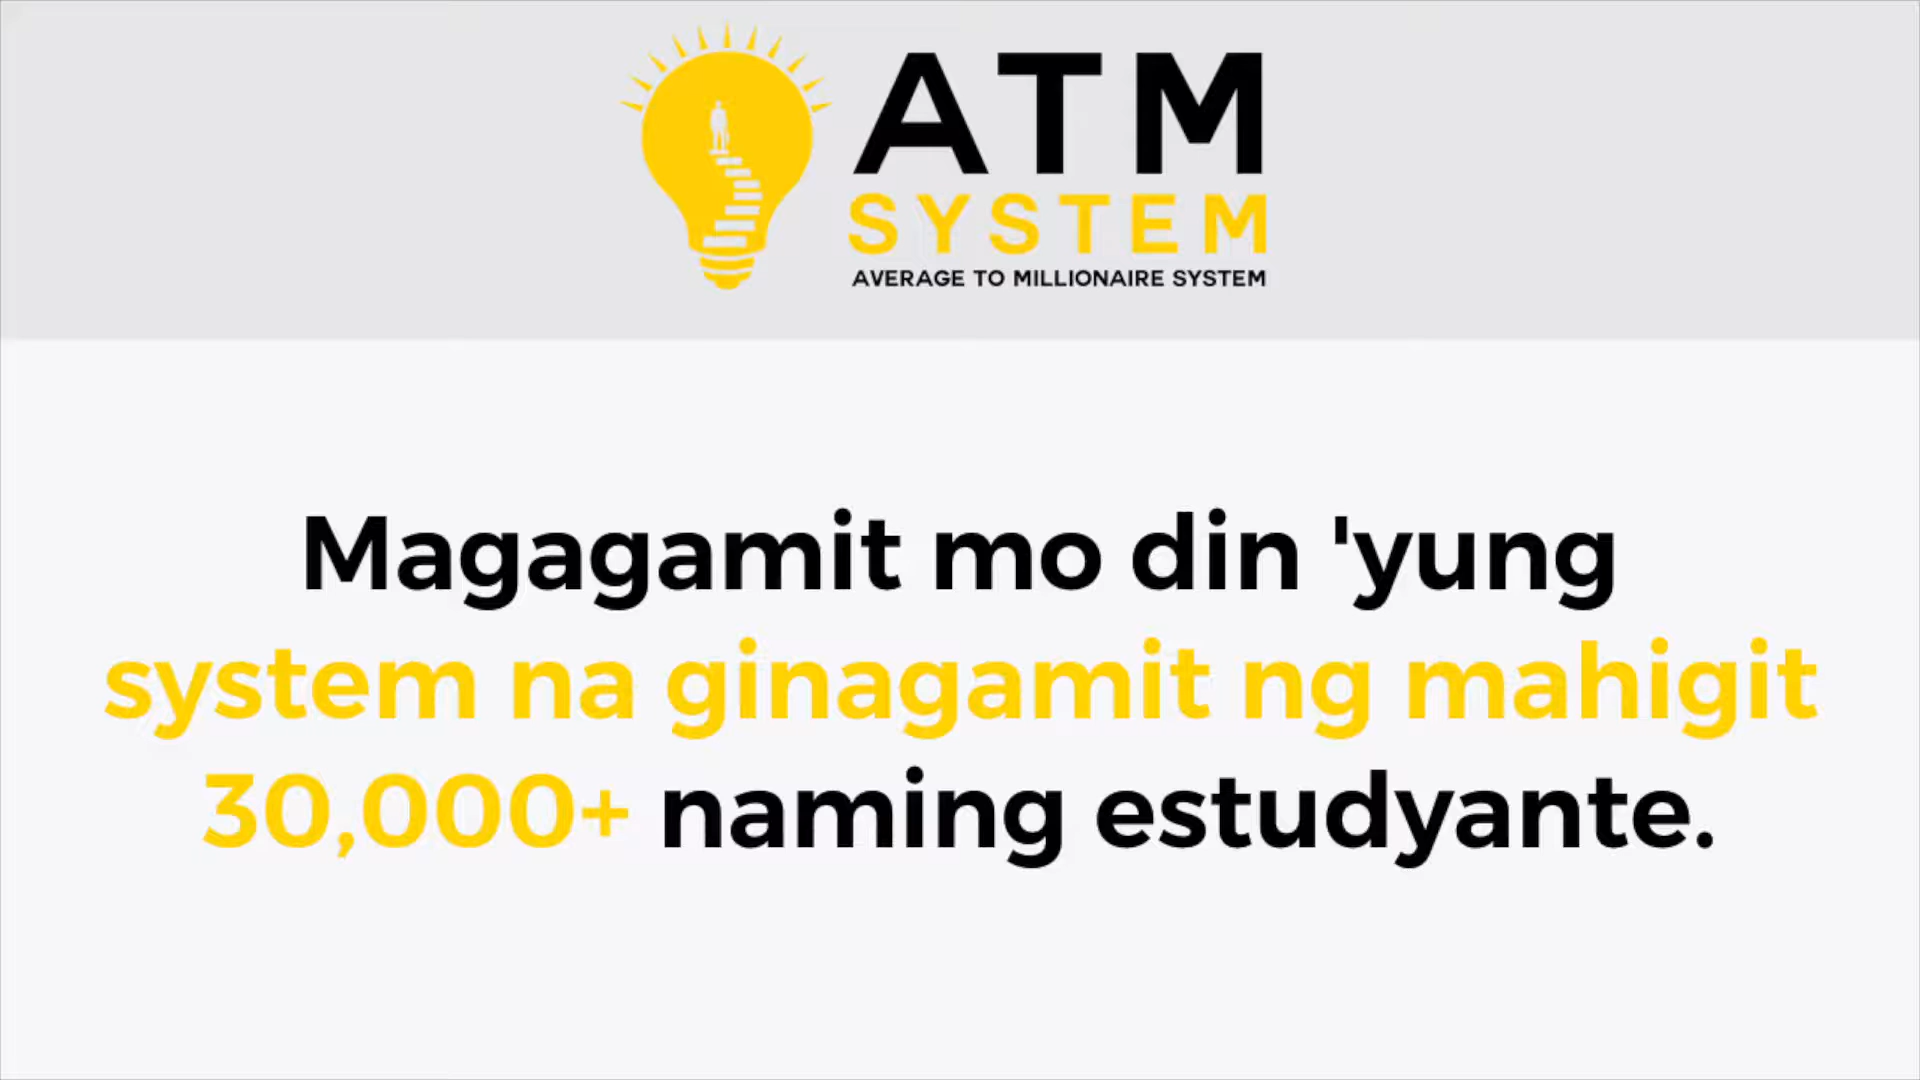 ATM
SYSTEM
AVERAGE TO MILLIONAIRE SYSTEM
Magagamit mo din 'yung
system na ginagamit ng mahigit
30,000+ naming estudyante.